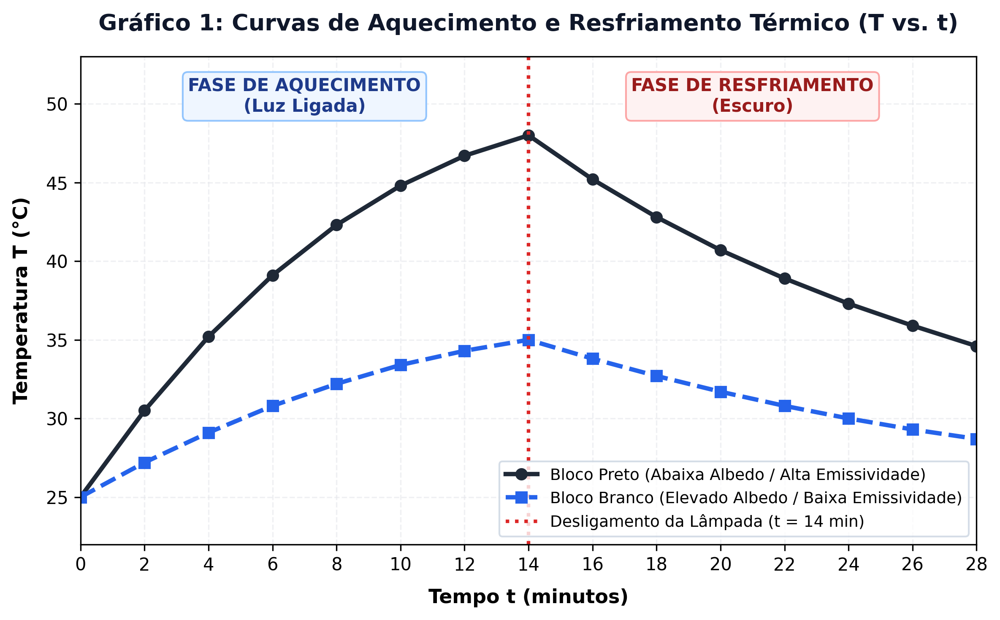 Gráfico 1: Curvas de Aquecimento e Resfriamento Térmico (T vs. t)
FASE DE AQUECIMENTO
(Luz Ligada)
FASE DE RESFRIAMENTO
(Escuro)
Temperatura T (°C)
50
45
40
35
30
25
Bloco Preto (Abaixa Albedo / Alta Emissividade)
Bloco Branco (Elevado Albedo / Baixa Emissividade)
Desligamento da Lâmpada (t = 14 min)
0 2 4 6 8 10 12 14 16 18 20 22 24 26 28
Tempo t (minutos)